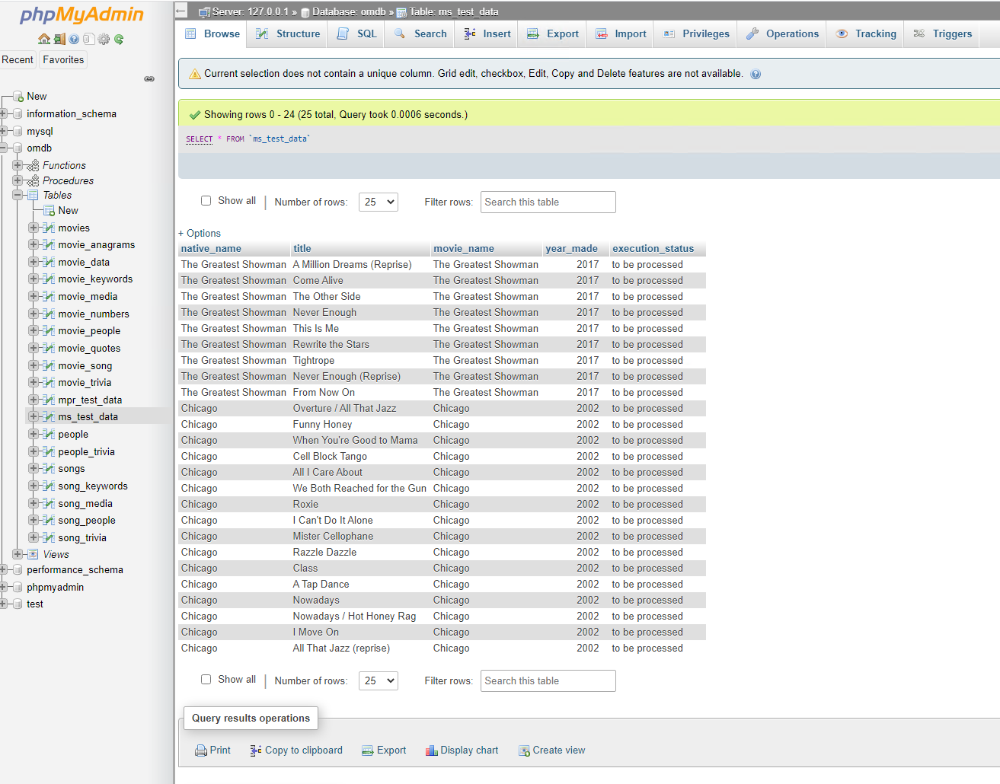 phpMyAdmin
Recent Favorites
New
information_schema
mysql
omdb
Functions
Procedures
Tables
New
movies
movie_anagrams
movie_data
movie_keywords
movie_media
movie_numbers
movie_people
movie_quotes
movie_song
movie_trivia
mpr_test_data
ms_test_data
people
people_trivia
songs
song_keywords
song_media
song_people
song_trivia
Views
performance_schema
phpmyadmin
test
Server: 127.0.0.1 » Database: omdb » Table: ms_test_data
Browse Structure SQL Search Insert Export Import Privileges Operations Tracking Triggers
Current selection does not contain a unique column. Grid edit, checkbox, Edit, Copy and Delete features are not available.
Showing rows 0 - 24 (25 total, Query took 0.0006 seconds.)
SELECT * FROM `ms_test_data`
Show all | Number of rows: 25 Filter rows: Search this table
+ Options
native_name title movie_name year_made execution_status
The Greatest Showman A Million Dreams (Reprise) The Greatest Showman 2017 to be processed
The Greatest Showman Come Alive The Greatest Showman 2017 to be processed
The Greatest Showman The Other Side The Greatest Showman 2017 to be processed
The Greatest Showman Never Enough The Greatest Showman 2017 to be processed
The Greatest Showman This Is Me The Greatest Showman 2017 to be processed
The Greatest Showman Rewrite the Stars The Greatest Showman 2017 to be processed
The Greatest Showman Tightrope The Greatest Showman 2017 to be processed
The Greatest Showman Never Enough (Reprise) The Greatest Showman 2017 to be processed
The Greatest Showman From Now On The Greatest Showman 2017 to be processed
Chicago Overture / All That Jazz Chicago 2002 to be processed
Chicago Funny Honey Chicago 2002 to be processed
Chicago When You're Good to Mama Chicago 2002 to be processed
Chicago Cell Block Tango Chicago 2002 to be processed
Chicago All I Care About Chicago 2002 to be processed
Chicago We Both Reached for the Gun Chicago 2002 to be processed
Chicago Roxie Chicago 2002 to be processed
Chicago I Can't Do It Alone Chicago 2002 to be processed
Chicago Mister Cellophane Chicago 2002 to be processed
Chicago Razzle Dazzle Chicago 2002 to be processed
Chicago Class Chicago 2002 to be processed
Chicago A Tap Dance Chicago 2002 to be processed
Chicago Nowadays Chicago 2002 to be processed
Chicago Nowadays / Hot Honey Rag Chicago 2002 to be processed
Chicago I Move On Chicago 2002 to be processed
Chicago All That Jazz (reprise) Chicago 2002 to be processed
Show all | Number of rows: 25 Filter rows: Search this table
Query results operations
Print Copy to clipboard Export Display chart Create view